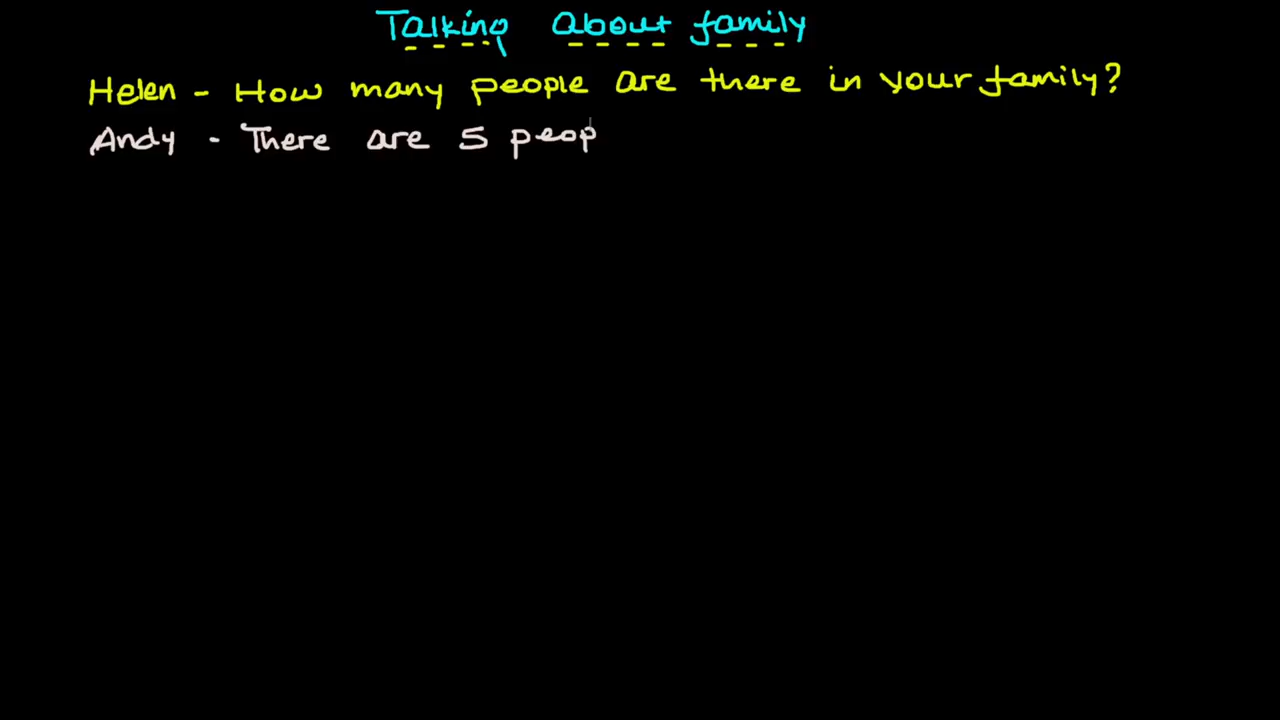 Talking about family
Helen - How many people are there in your family?
Andy - There are 5 peop